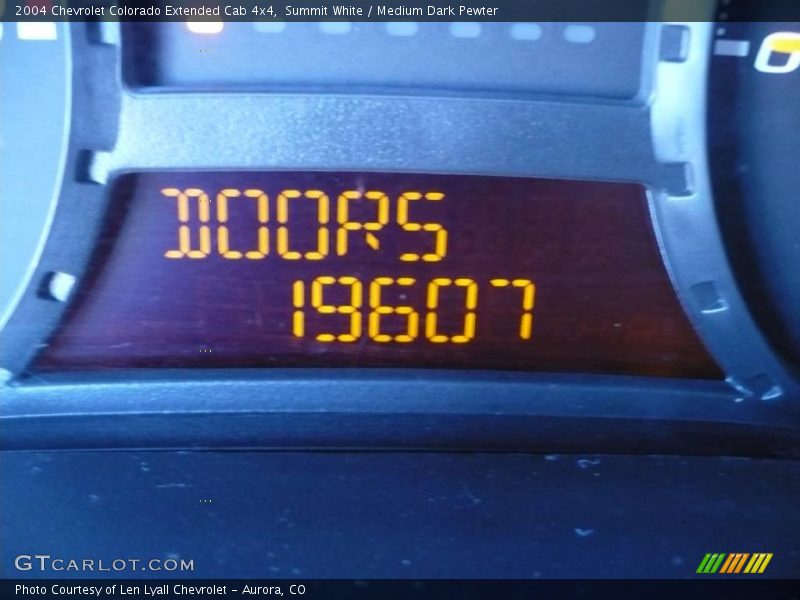 2004 Chevrolet Colorado Extended Cab 4x4,  Summit White / Medium Dark Pewter
DOORS
19607
GTCARLOT.COM
Photo Courtesy of Len Lyall Chevrolet - Aurora, CO